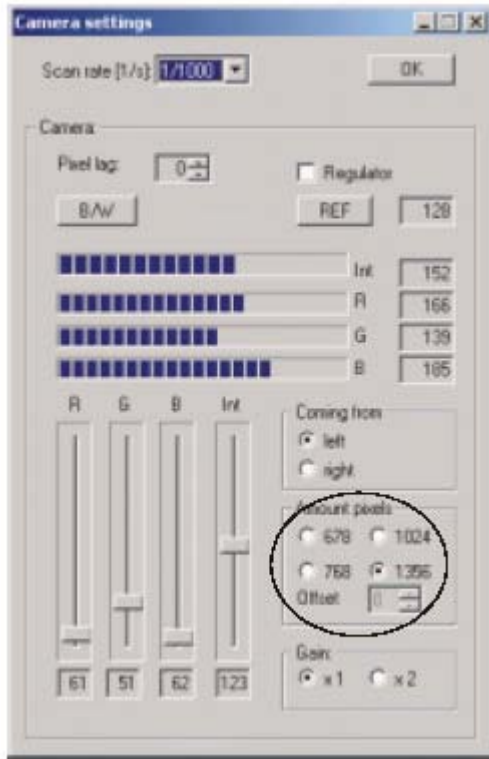 Camera settings
Scan rate [1/s]: 1/1000 OK
Camera:
Pixel lag: 0 Regulator
B/W REF 128
Int 152
R 166
G 139
B 185
R G B Int
Coming from
left
right
Amount pixels
678 1024
768 1356
Offset 0
Gain:
x1 x2
61 51 62 123